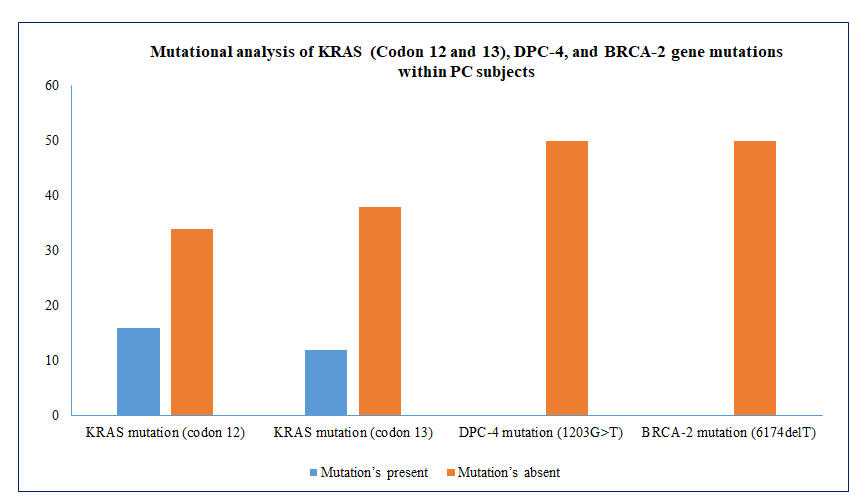 Mutational analysis of KRAS (Codon 12 and 13), DPC-4, and BRCA-2 gene mutations
within PC subjects
60
50
40
30
20
10
0
KRAS mutation (codon 12)
KRAS mutation (codon 13)
DPC-4 mutation (1203G>T)
BRCA-2 mutation (6174delT)
Mutation’s present
Mutation’s absent